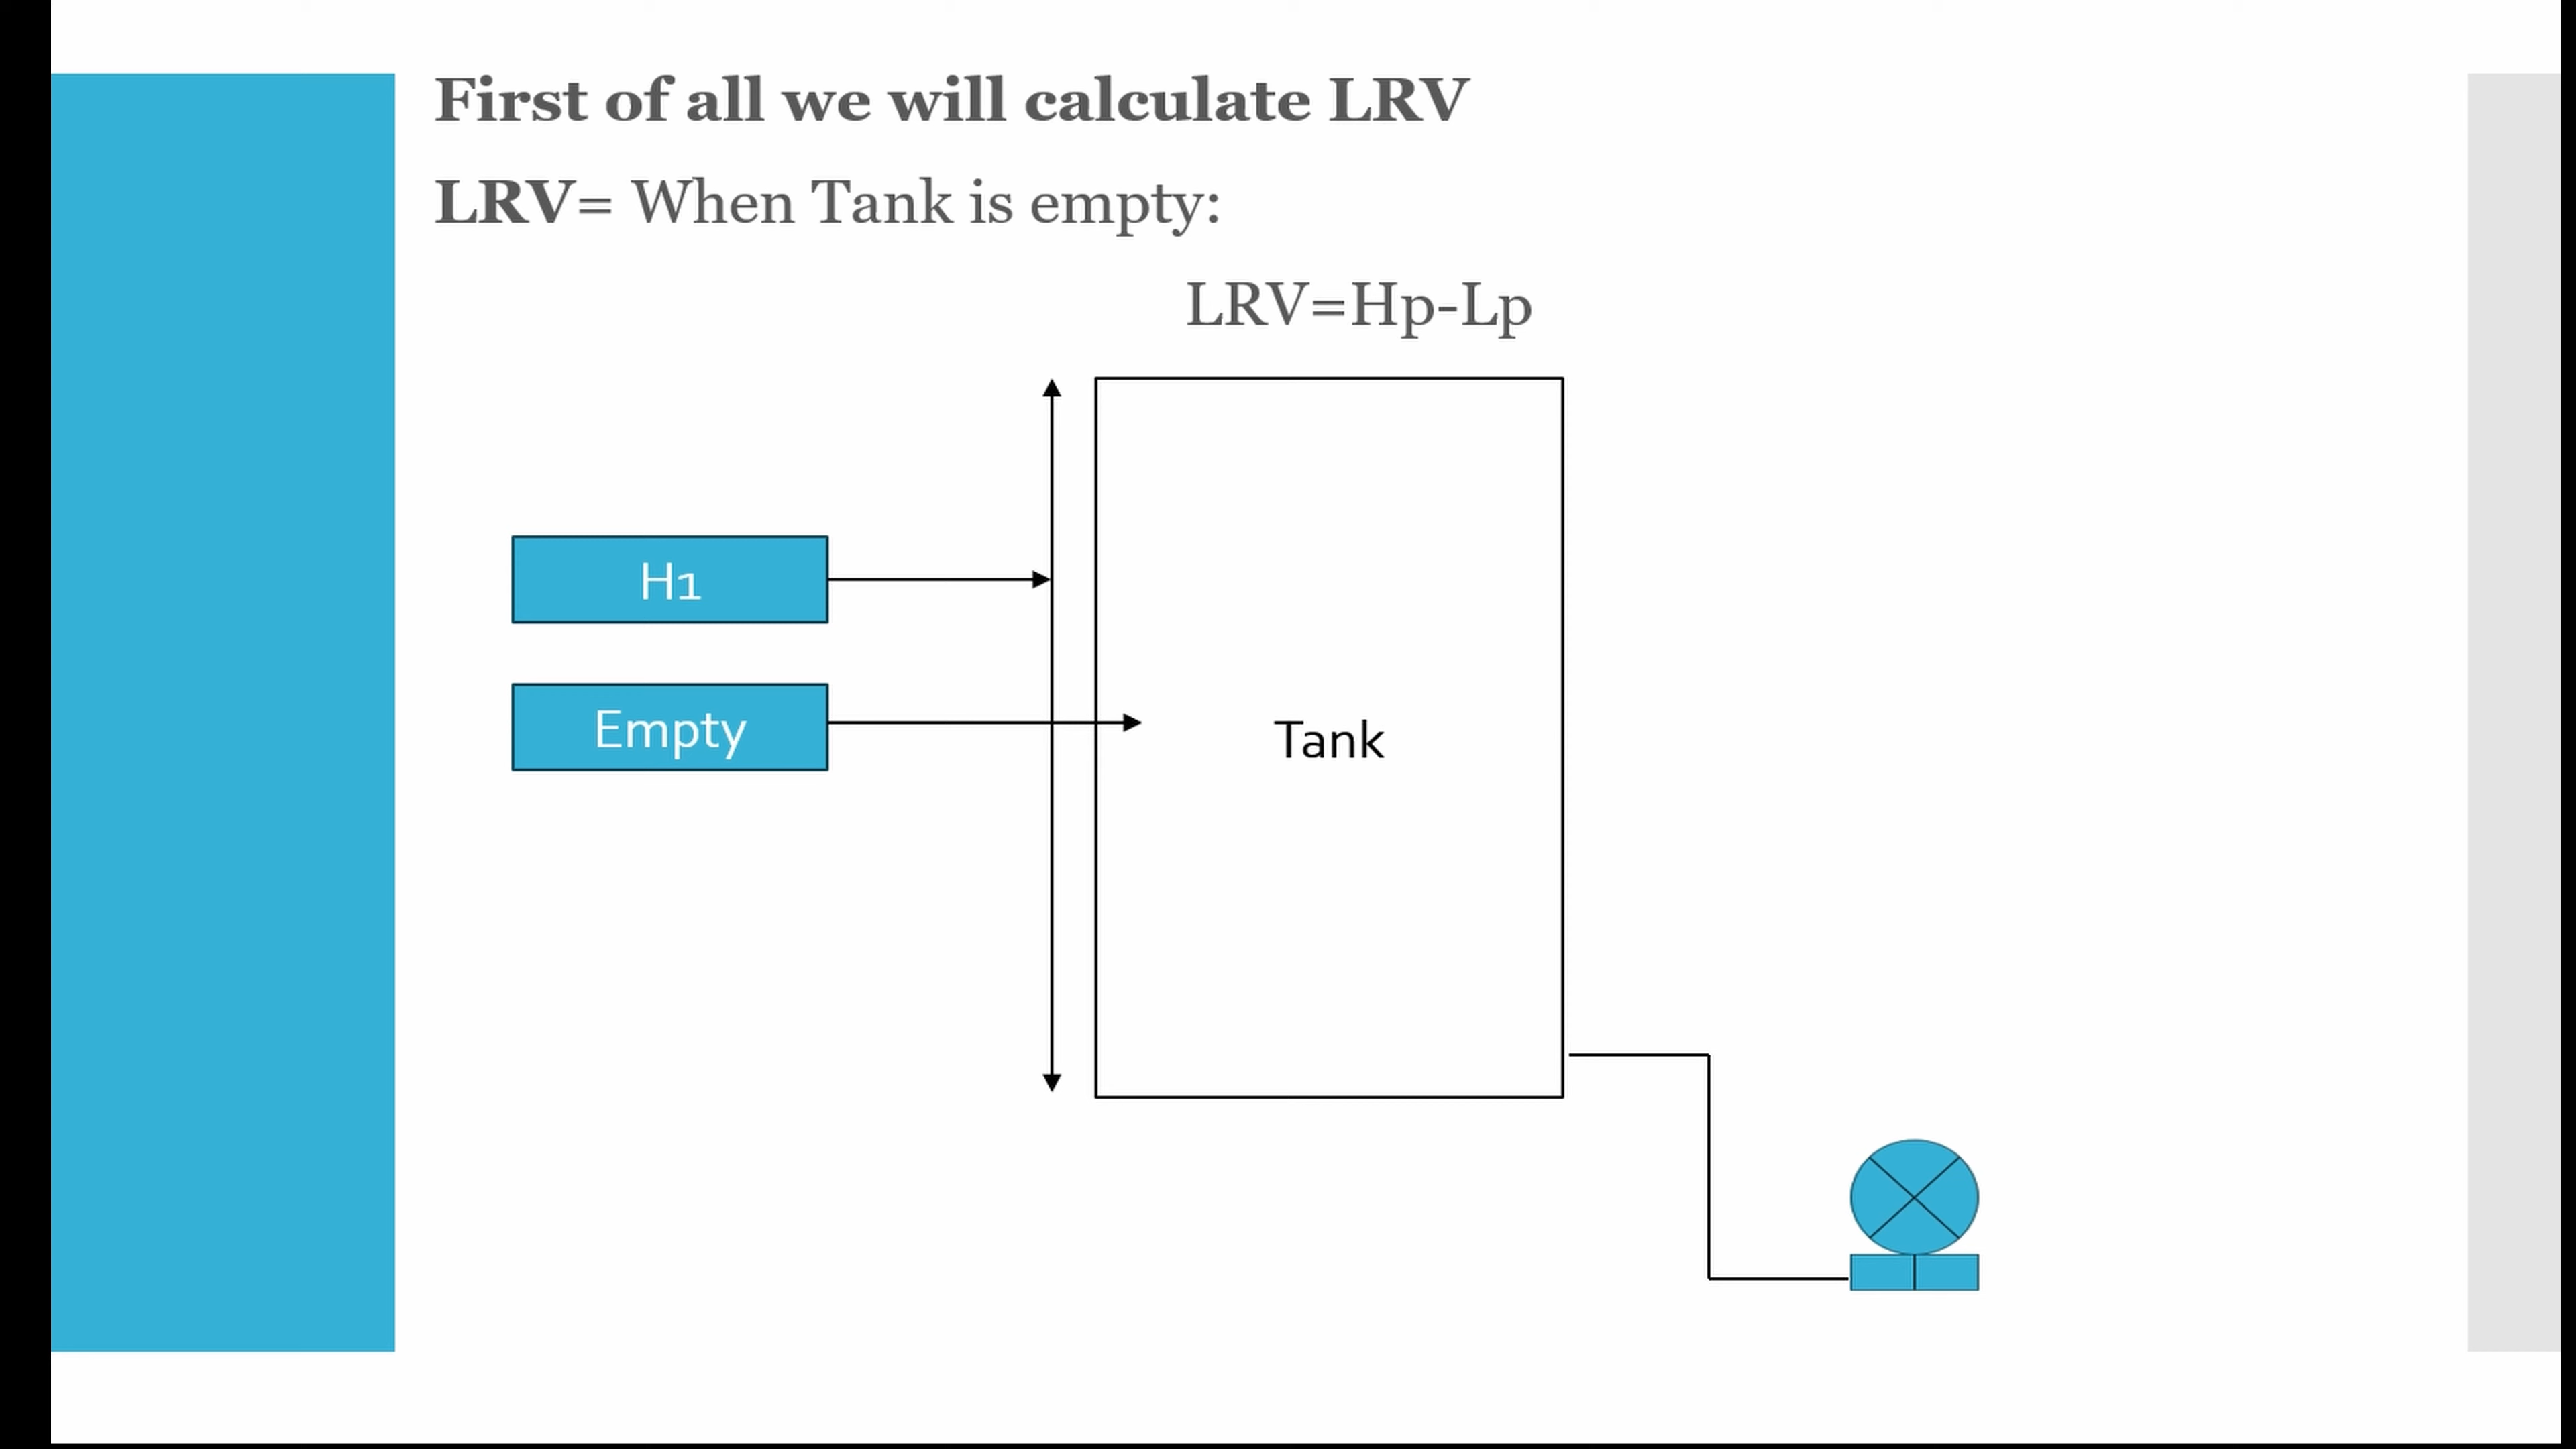 First of all we will calculate LRV
LRV= When Tank is empty:
LRV=Hp-Lp
H1
Empty
Tank